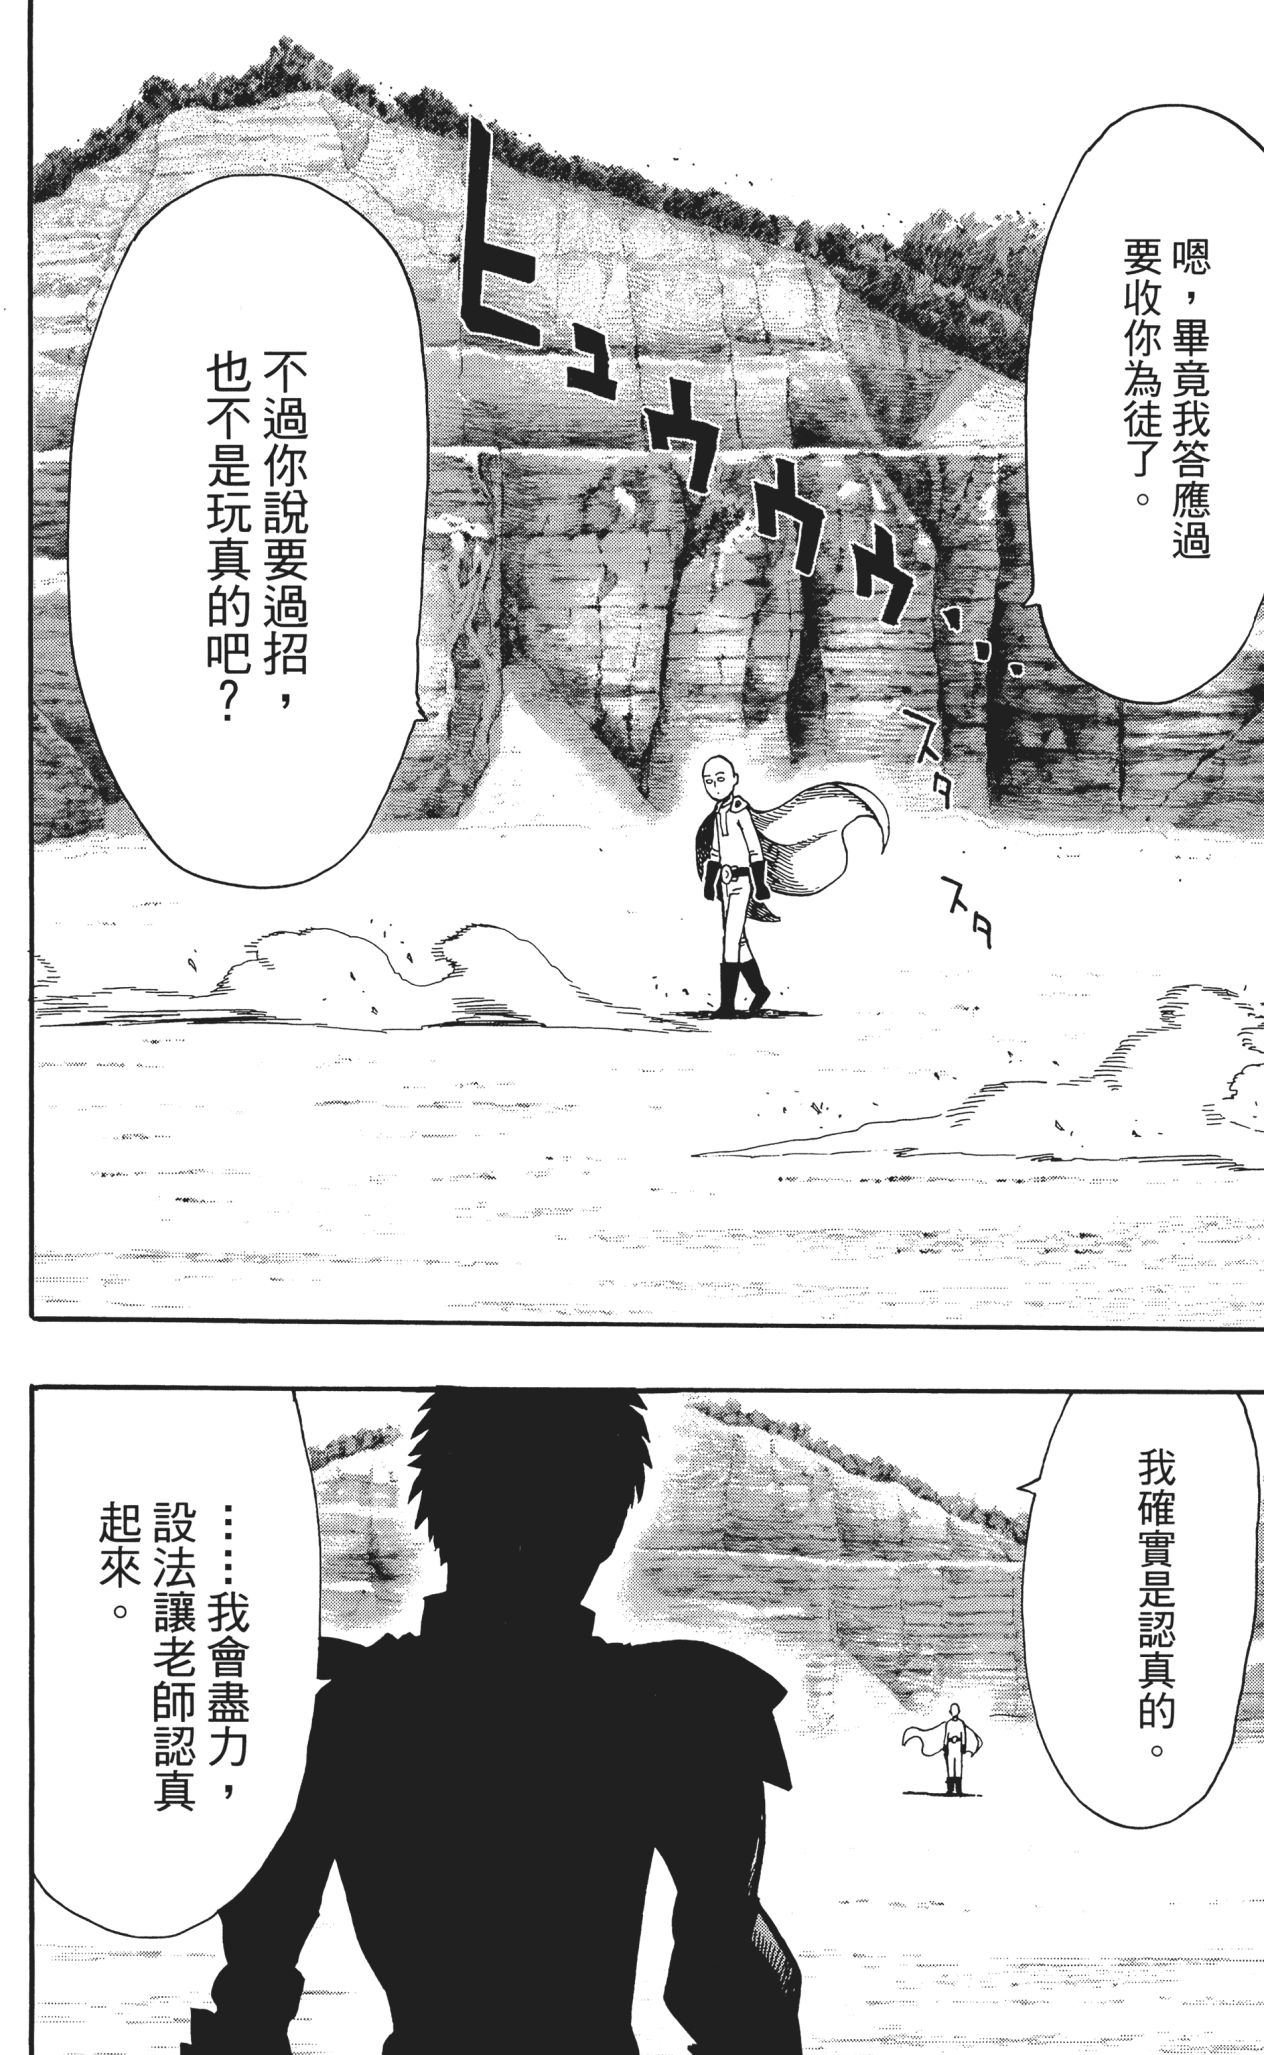 嗯，畢竟我答應過
要收你為徒了。
ヒュウウウ…
スタ
スタ
不過你說要過招，
也不是玩真的吧？
我確實是認真的。
……我會盡力，
設法讓老師認真
起來。